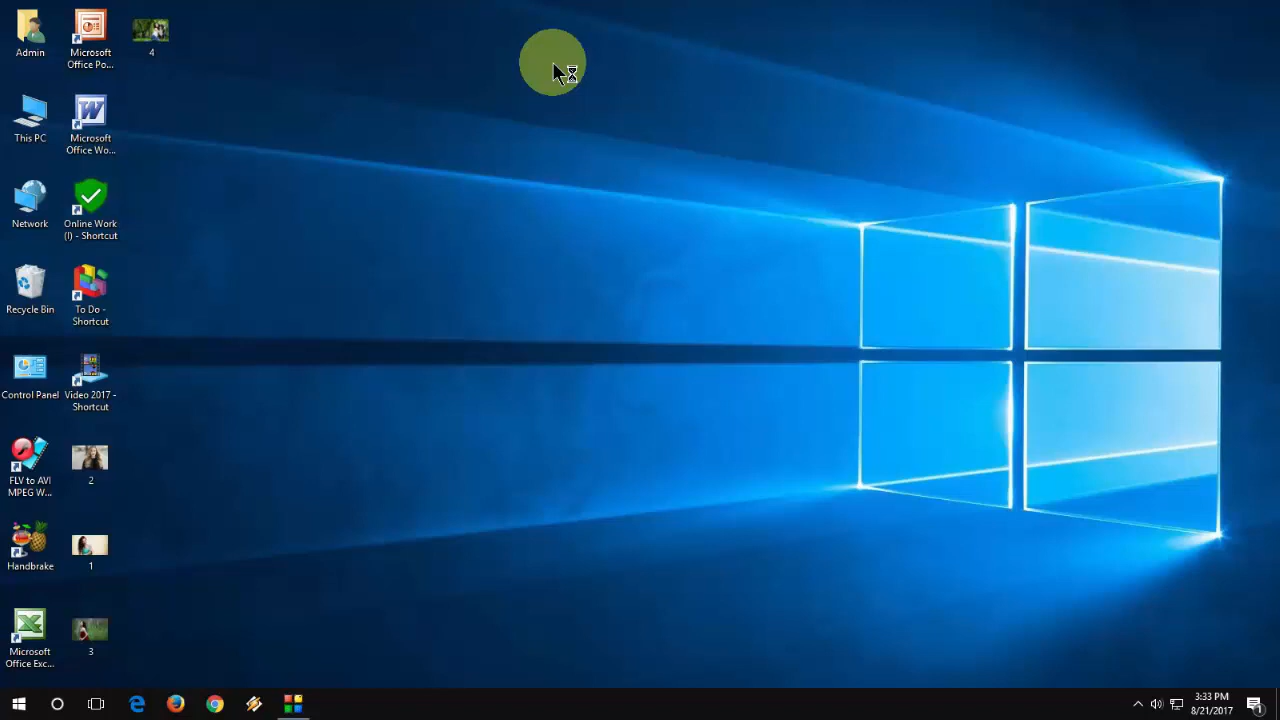 Admin
Microsoft
Office Po...
4
This PC
Microsoft
Office Wo...
Network
Online Work
(!) - Shortcut
Recycle Bin
To Do -
Shortcut
Control Panel
Video 2017 -
Shortcut
FLV to AVI
MPEG W...
2
Handbrake
1
Microsoft
Office Exc...
3
3:33 PM
8/21/2017
1